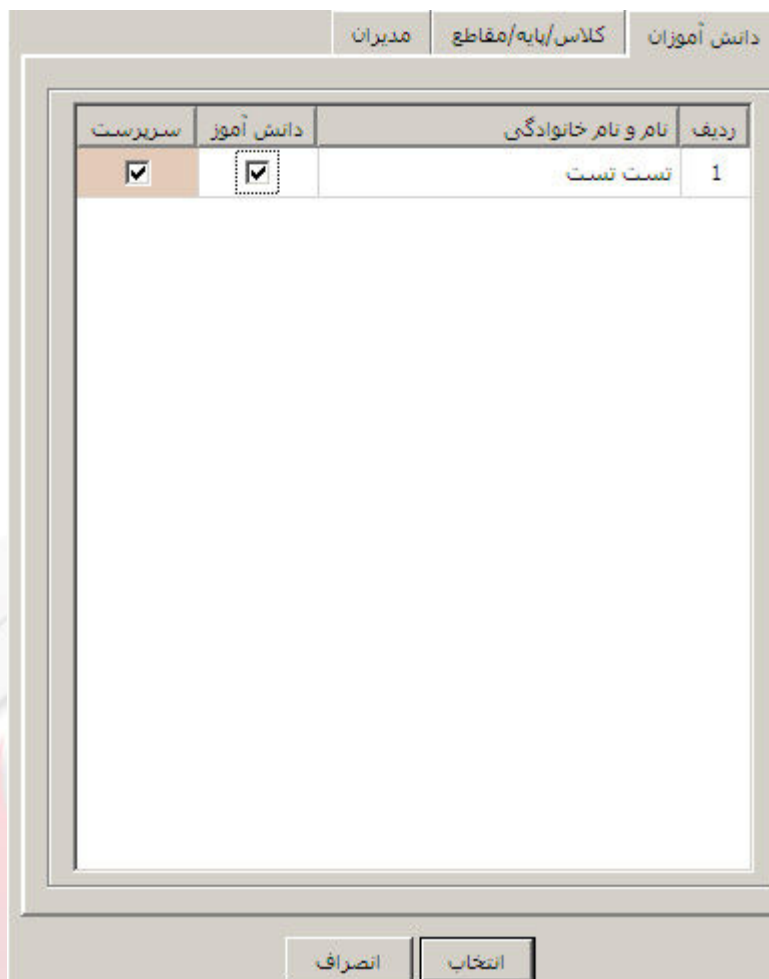 دانش آموزان کلاس/پایه/مقاطع مدیران
ردیف نام و نام خانوادگی دانش آموز سرپرست
1 تست تست
انتخاب انصراف